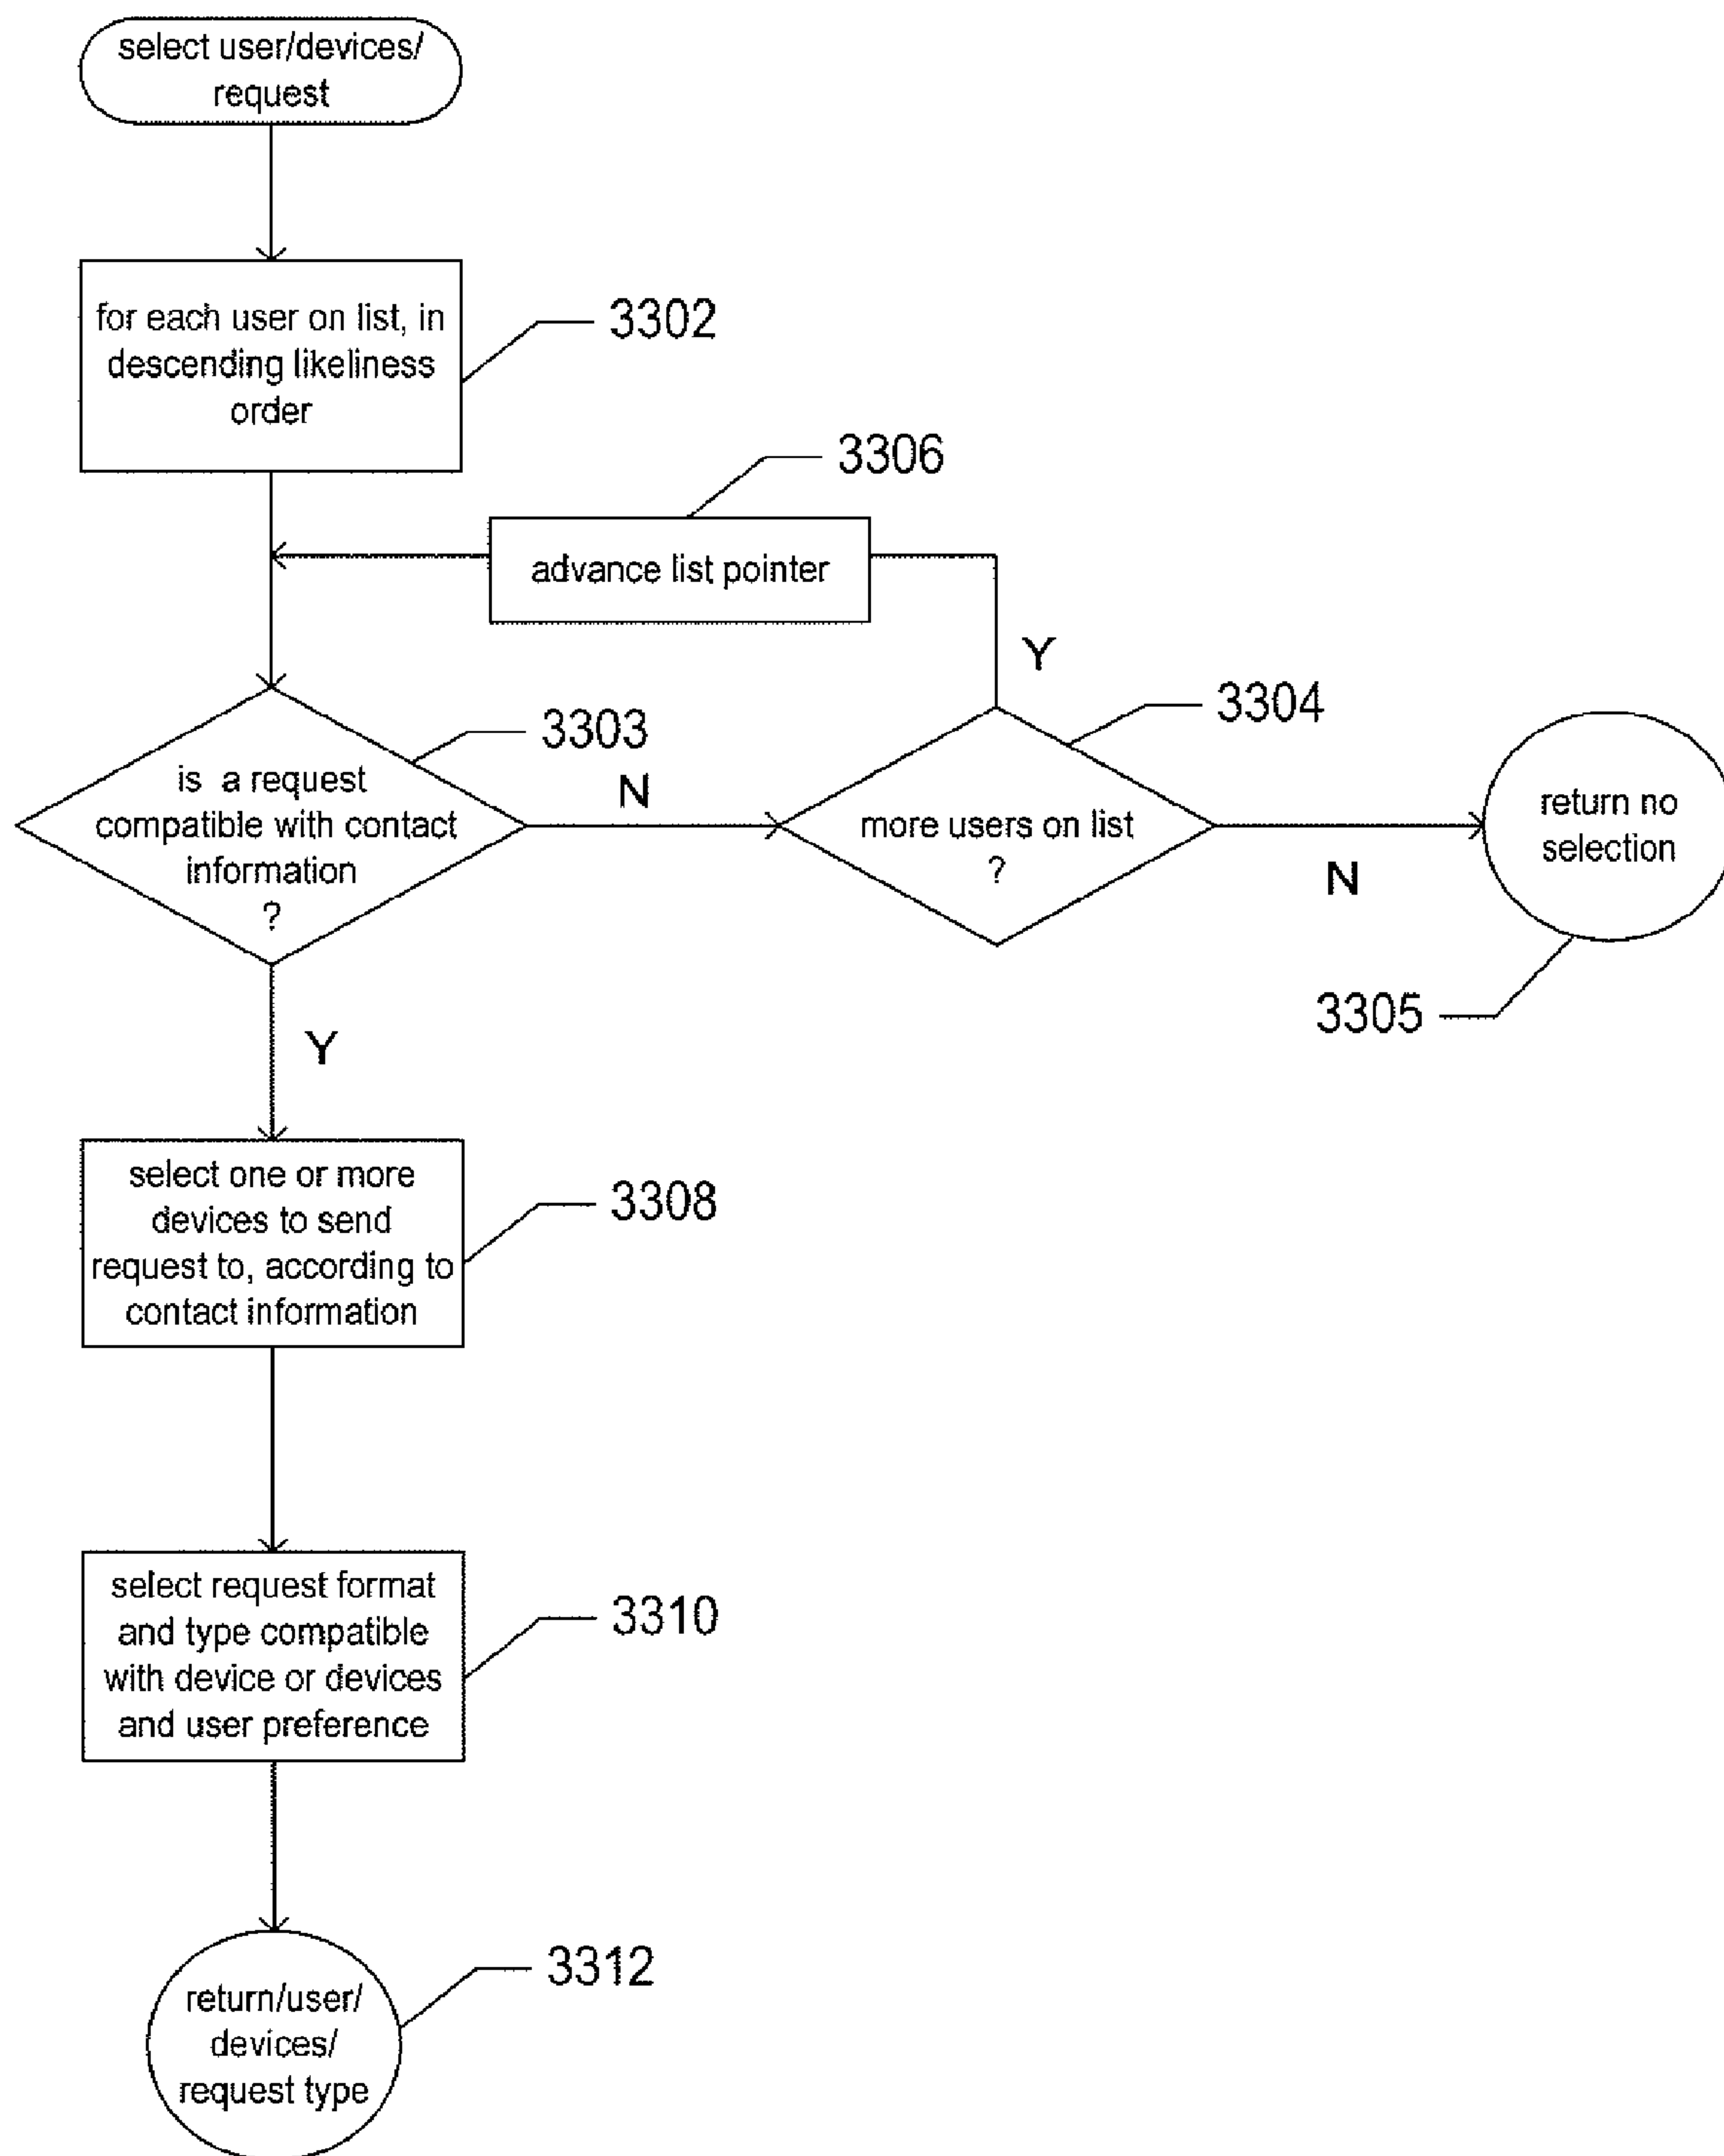 select user/devices/
request
for each user on list, in
descending likeliness
order
3302
3306
advance list pointer
Y
3304
3303
is a request
compatible with contact
information
?
N
more users on list
?
N
return no
selection
3305
Y
select one or more
devices to send
request to, according to
contact information
3308
select request format
and type compatible
with device or devices
and user preference
3310
3312
return/user/
devices/
request type